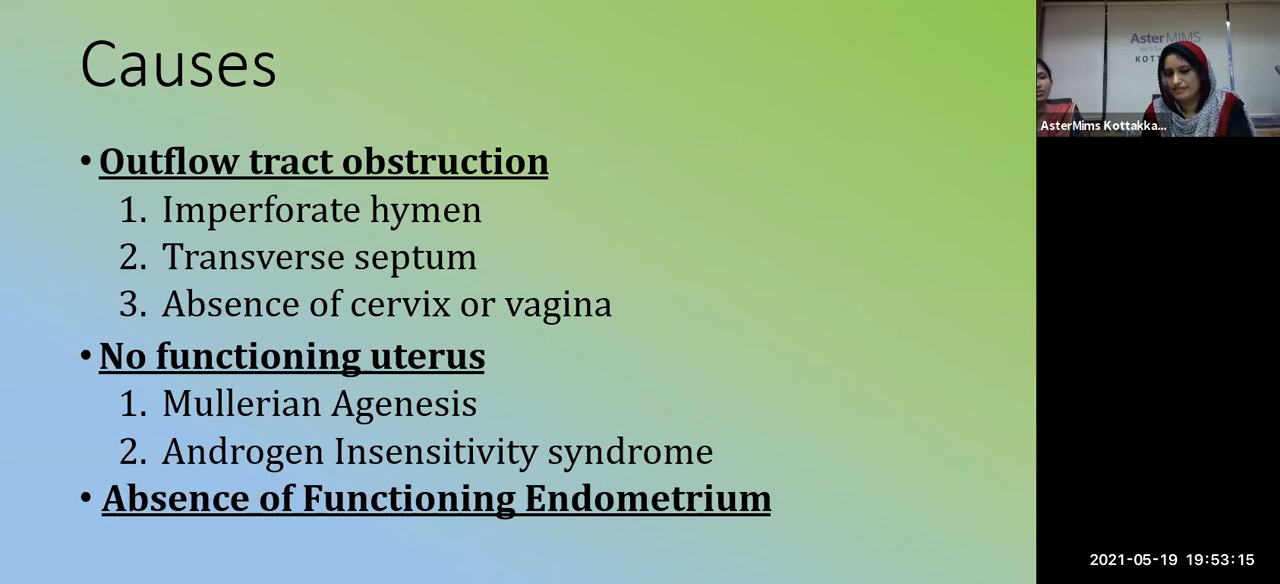 Causes
• Outflow tract obstruction
1. Imperforate hymen
2. Transverse septum
3. Absence of cervix or vagina
• No functioning uterus
1. Mullerian Agenesis
2. Androgen Insensitivity syndrome
• Absence of Functioning Endometrium
Aster MIMS
KOTT
AsterMims Kottakka...
2021-05-19 19:53:15